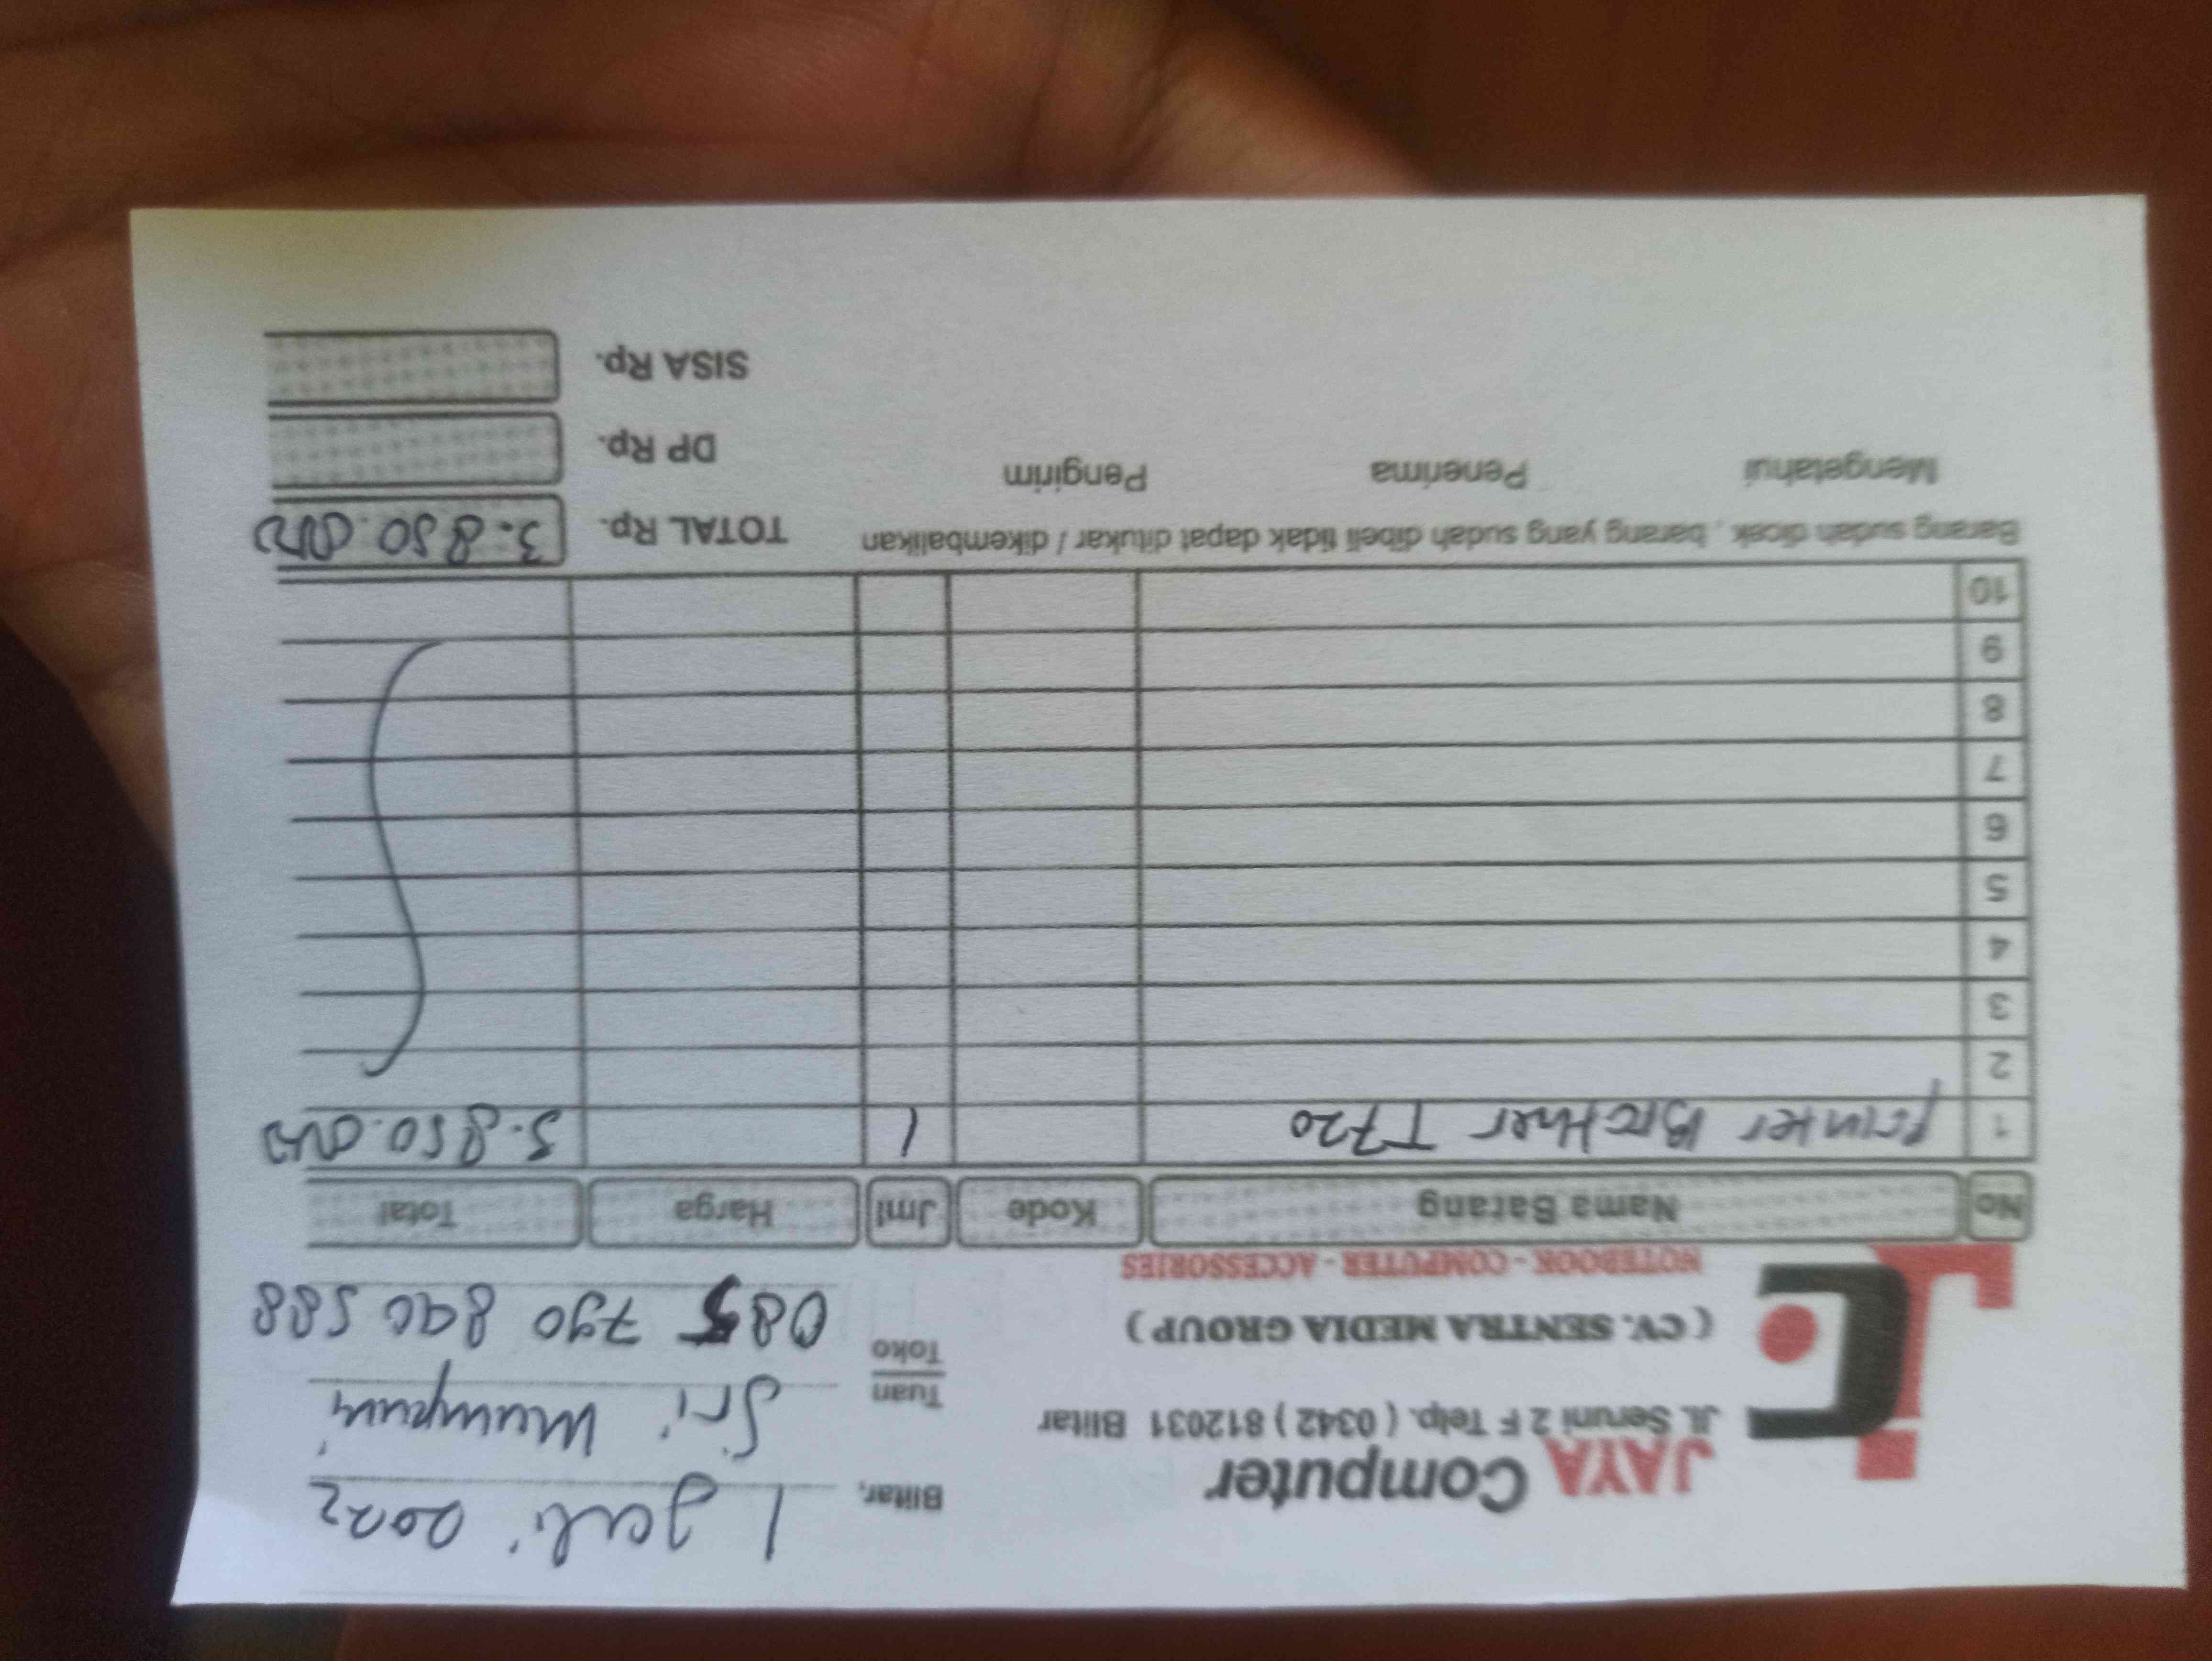 JAYA Computer
Jl. Seruni 2 F Telp. ( 0342 ) 812031 Blitar
( CV. SENTRA MEDIA GROUP )
NOTEBOOK - COMPUTER - ACCESSORIES
Blitar, 1 Juli 2022
Tuan
Toko
Sri
085 790 890 588
No Nama Barang Kode Jml Harga Total
1 Printer Brother T720 1 3.850.000
2
3
4
5
6
7
8
9
10
Barang sudah dicek , barang yang sudah dibeli tidak dapat ditukar / dikembalikan
TOTAL Rp. 3.850.000
Mengetahui Penerima Pengirim
DP Rp.
SISA Rp.